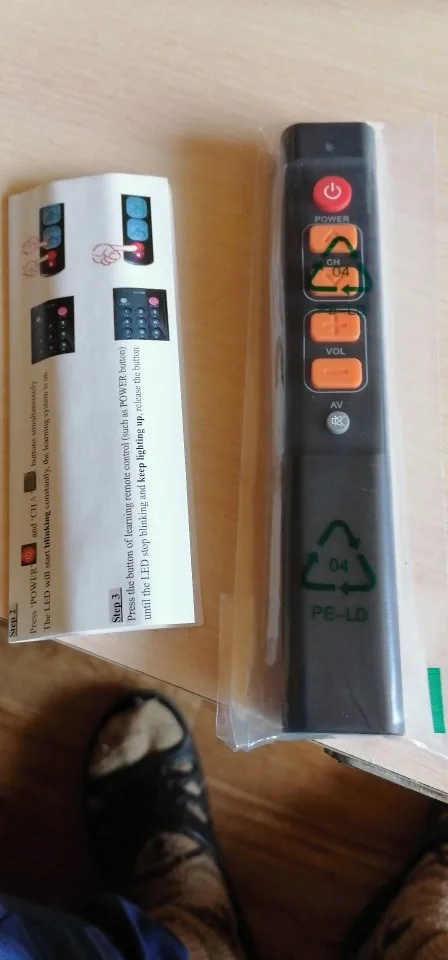 Step 2
Press 'POWER and 'CH ∧ buttons simultaneously
The LED will start blinking constantly, the learning system is on.
Step 3
Press the button of learning remote control (such as POWER button)
until the LED stop blinking and keep lighting up, release the button.
POWER
CH
04
VOL
AV
04
PE-LD